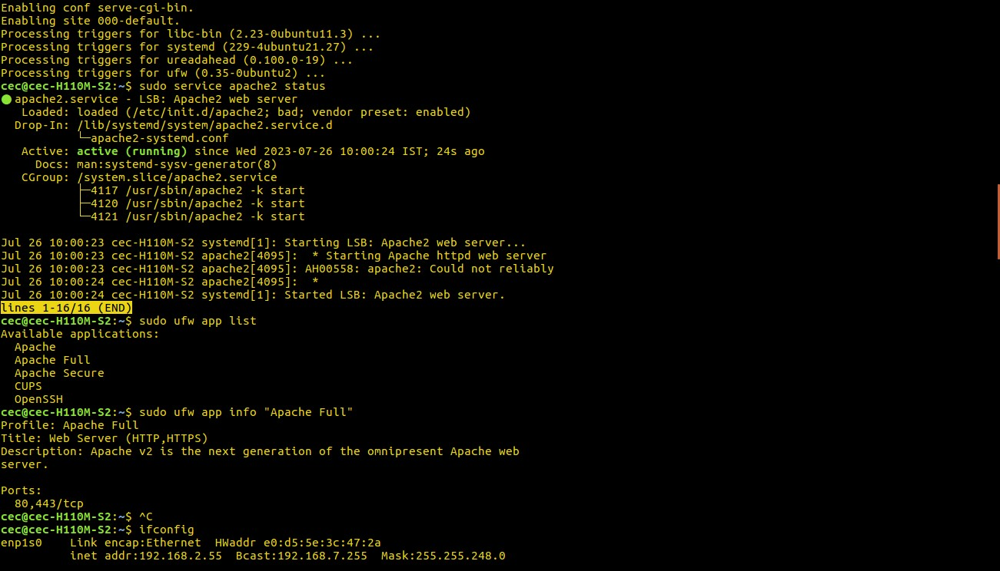 Enabling conf serve-cgi-bin.
Enabling site 000-default.
Processing triggers for libc-bin (2.23-0ubuntu11.3) ...
Processing triggers for systemd (229-4ubuntu21.27) ...
Processing triggers for ureadahead (0.100.0-19) ...
Processing triggers for ufw (0.35-0ubuntu2) ...
cec@cec-H110M-S2:~$ sudo service apache2 status
● apache2.service - LSB: Apache2 web server
   Loaded: loaded (/etc/init.d/apache2; bad; vendor preset: enabled)
  Drop-In: /lib/systemd/system/apache2.service.d
           └─apache2-systemd.conf
   Active: active (running) since Wed 2023-07-26 10:00:24 IST; 24s ago
     Docs: man:systemd-sysv-generator(8)
   CGroup: /system.slice/apache2.service
           ├─4117 /usr/sbin/apache2 -k start
           ├─4120 /usr/sbin/apache2 -k start
           └─4121 /usr/sbin/apache2 -k start

Jul 26 10:00:23 cec-H110M-S2 systemd[1]: Starting LSB: Apache2 web server...
Jul 26 10:00:23 cec-H110M-S2 apache2[4095]:  * Starting Apache httpd web server
Jul 26 10:00:23 cec-H110M-S2 apache2[4095]: AH00558: apache2: Could not reliably
Jul 26 10:00:24 cec-H110M-S2 apache2[4095]:  *
Jul 26 10:00:24 cec-H110M-S2 systemd[1]: Started LSB: Apache2 web server.
lines 1-16/16 (END)
cec@cec-H110M-S2:~$ sudo ufw app list
Available applications:
  Apache
  Apache Full
  Apache Secure
  CUPS
  OpenSSH
cec@cec-H110M-S2:~$ sudo ufw app info "Apache Full"
Profile: Apache Full
Title: Web Server (HTTP,HTTPS)
Description: Apache v2 is the next generation of the omnipresent Apache web
server.

Ports:
  80,443/tcp
cec@cec-H110M-S2:~$ ^C
cec@cec-H110M-S2:~$ ifconfig
enp1s0    Link encap:Ethernet  HWaddr e0:d5:5e:3c:47:2a
          inet addr:192.168.2.55  Bcast:192.168.7.255  Mask:255.255.248.0